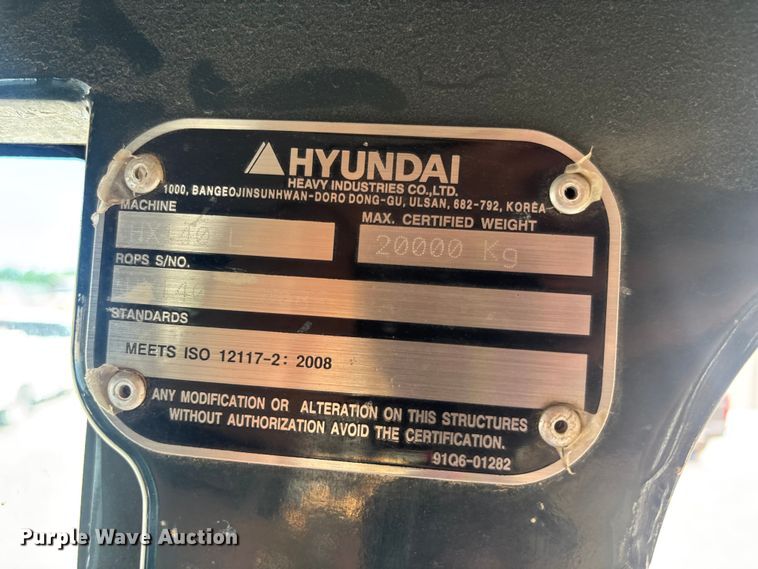 HYUNDAI
HEAVY INDUSTRIES CO.,LTD.
1000, BANGEOJINSUNHWAN-DORO DONG-GU, ULSAN, 682-792, KOREA
MACHINE MAX. CERTIFIED WEIGHT
20000 Kg
ROPS S/NO.
STANDARDS
MEETS ISO 12117-2: 2008
ANY MODIFICATION OR ALTERATION ON THIS STRUCTURES
WITHOUT AUTHORIZATION AVOID THE CERTIFICATION.
91Q6-01282
Purple Wave Auction